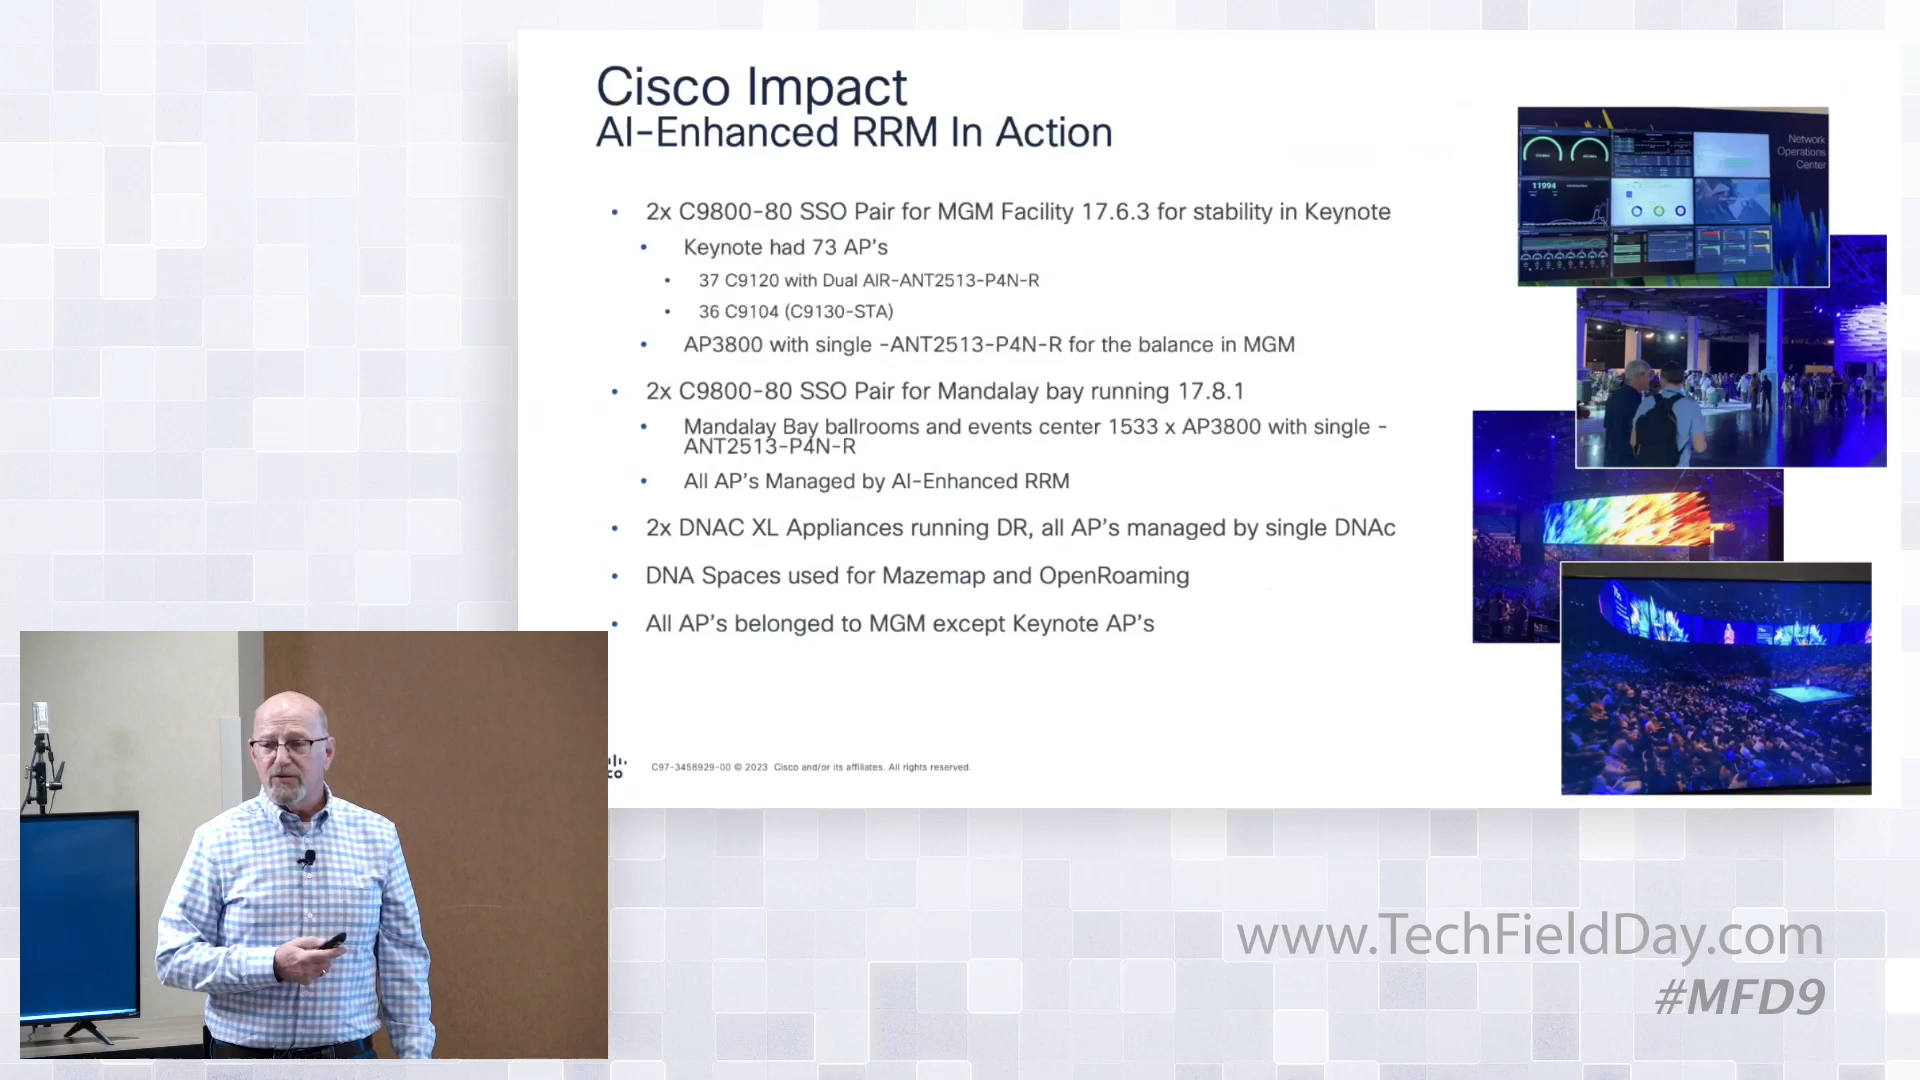 Cisco Impact
AI-Enhanced RRM In Action
• 2x C9800-80 SSO Pair for MGM Facility 17.6.3 for stability in Keynote
• Keynote had 73 AP's
• 37 C9120 with Dual AIR-ANT2513-P4N-R
• 36 C9104 (C9130-STA)
• AP3800 with single -ANT2513-P4N-R for the balance in MGM
• 2x C9800-80 SSO Pair for Mandalay bay running 17.8.1
• Mandalay Bay ballrooms and events center 1533 x AP3800 with single -
ANT2513-P4N-R
• All AP's Managed by AI-Enhanced RRM
• 2x DNAC XL Appliances running DR, all AP's managed by single DNAc
• DNA Spaces used for Mazemap and OpenRoaming
• All AP's belonged to MGM except Keynote AP's
C97-3458929-00 © 2023 Cisco and/or its affiliates. All rights reserved.
Network
Operations
Center
11994
www.TechFieldDay.com
#MFD9